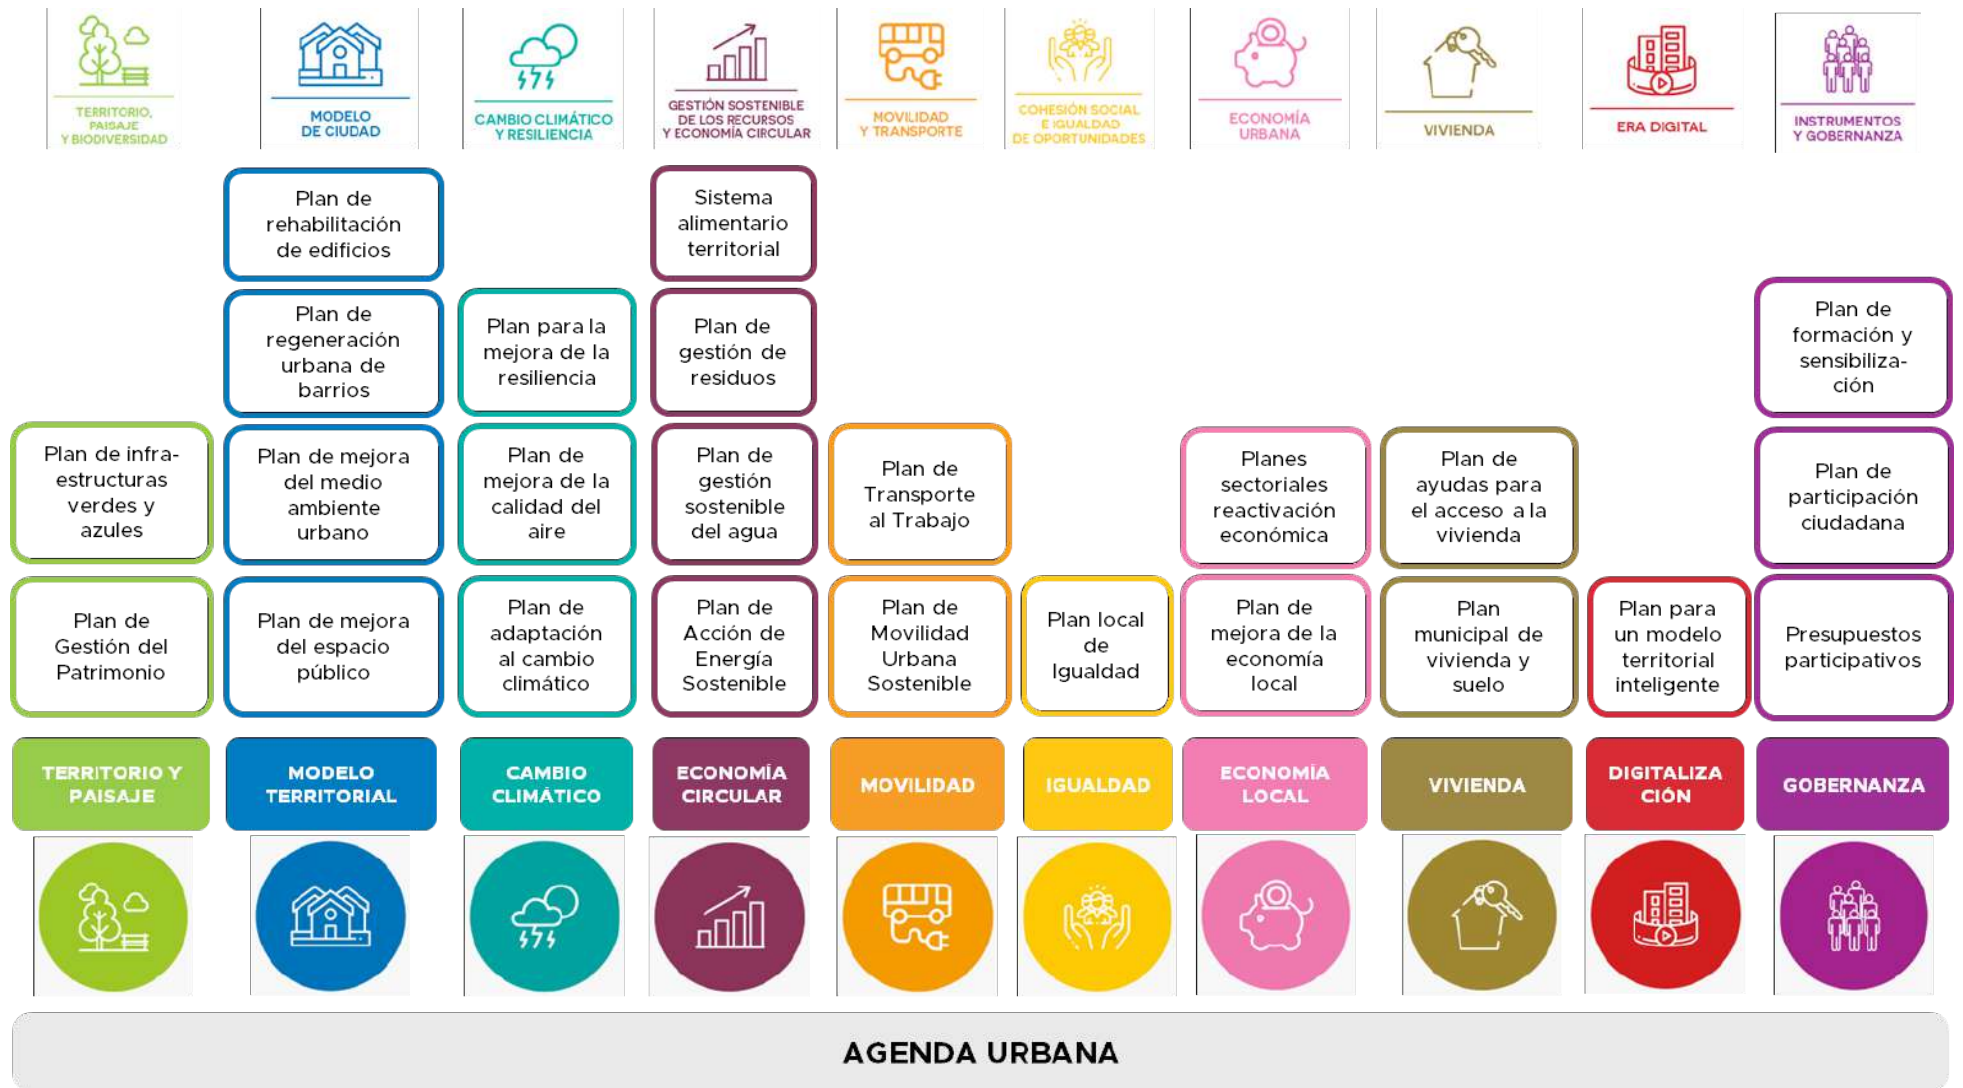 TERRITORIO,
PAISAJE
Y BIODIVERSIDAD
MODELO
DE CIUDAD
CAMBIO CLIMÁTICO
Y RESILIENCIA
GESTIÓN SOSTENIBLE
DE LOS RECURSOS
Y ECONOMÍA CIRCULAR
MOVILIDAD
Y TRANSPORTE
COHESIÓN SOCIAL
E IGUALDAD
DE OPORTUNIDADES
ECONOMÍA
URBANA
VIVIENDA
ERA DIGITAL
INSTRUMENTOS
Y GOBERNANZA
Plan de
rehabilitación
de edificios
Sistema
alimentario
territorial
Plan de
regeneración
urbana de
barrios
Plan para la
mejora de la
resiliencia
Plan de
gestión de
residuos
Plan de
formación y
sensibiliza-
ción
Plan de infra-
estructuras
verdes y
azules
Plan de mejora
del medio
ambiente
urbano
Plan de
mejora de la
calidad del
aire
Plan de
gestión
sostenible
del agua
Plan de
Transporte
al Trabajo
Planes
sectoriales
reactivación
económica
Plan de
ayudas para
el acceso a la
vivienda
Plan de
participación
ciudadana
Plan de
Gestión del
Patrimonio
Plan de mejora
del espacio
público
Plan de
adaptación
al cambio
climático
Plan de
Acción de
Energía
Sostenible
Plan de
Movilidad
Urbana
Sostenible
Plan local
de
Igualdad
Plan de
mejora de la
economía
local
Plan
municipal de
vivienda y
suelo
Plan para
un modelo
territorial
inteligente
Presupuestos
participativos
TERRITORIO Y
PAISAJE
MODELO
TERRITORIAL
CAMBIO
CLIMÁTICO
ECONOMÍA
CIRCULAR
MOVILIDAD
IGUALDAD
ECONOMÍA
LOCAL
VIVIENDA
DIGITALIZA
CIÓN
GOBERNANZA
AGENDA URBANA